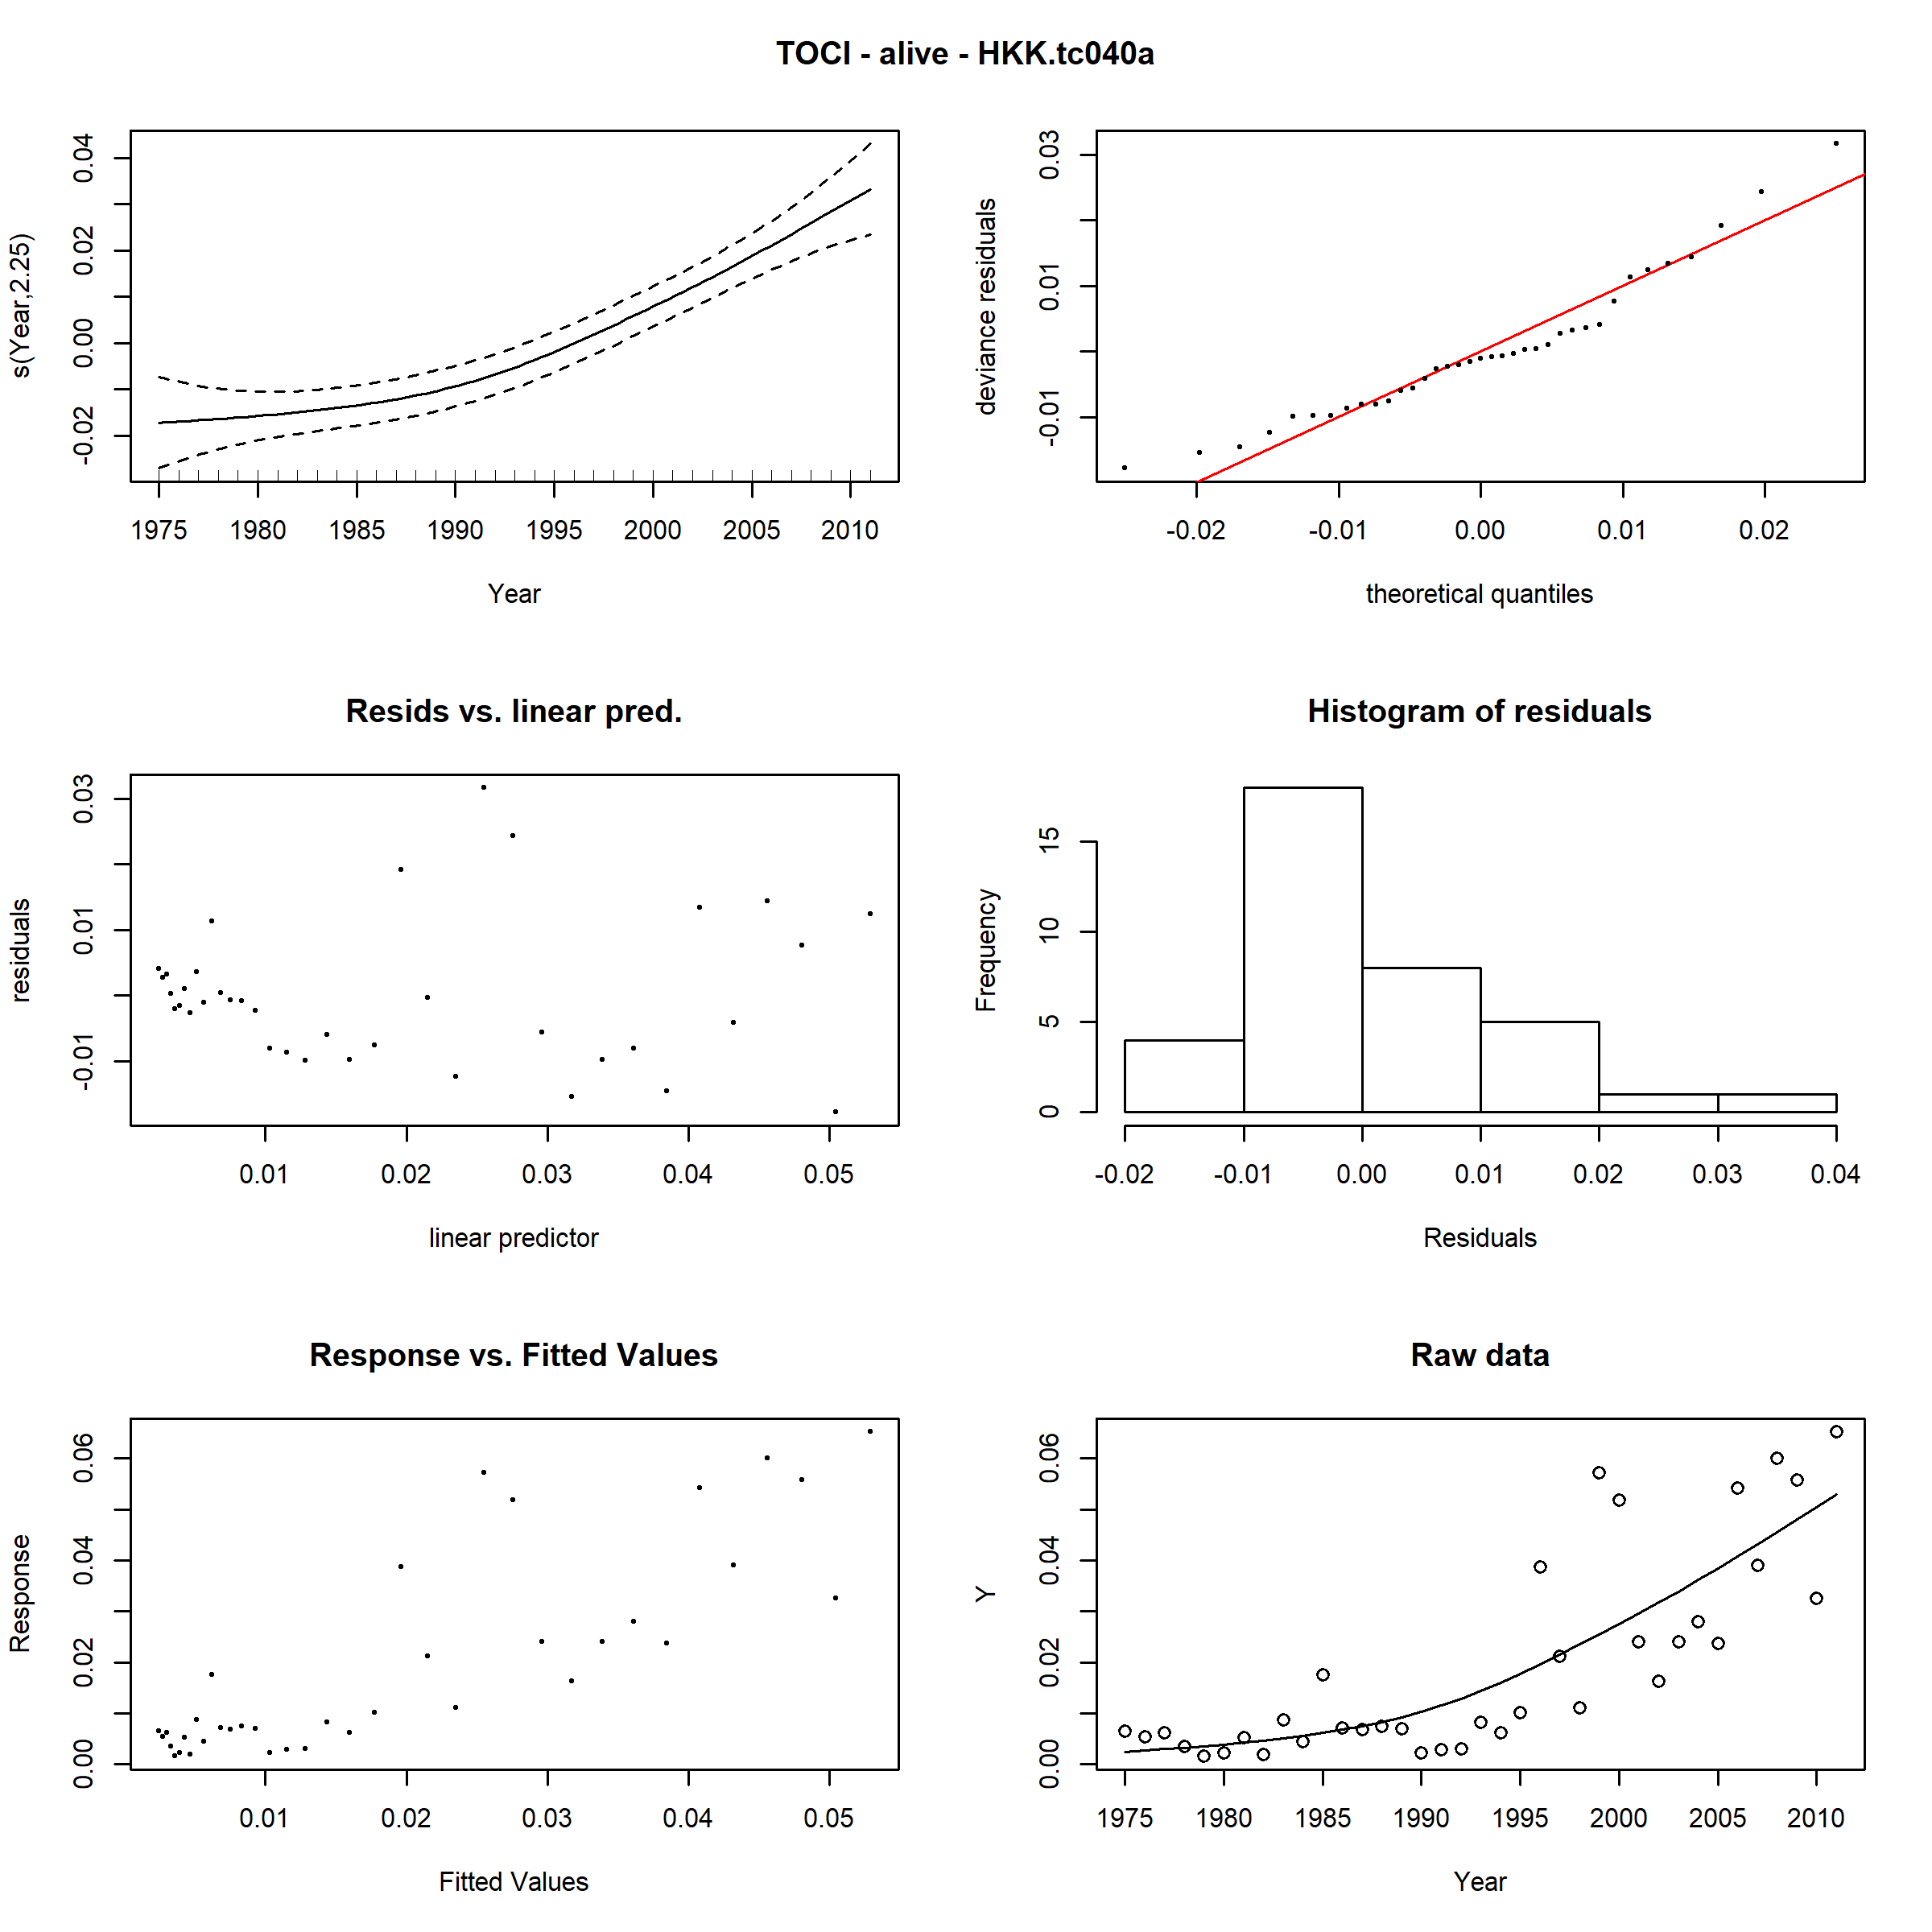 TOCI - alive - HKK.tc040a
s(Year,2.25)
0.04
0.02
0.00
-0.02
1975 1980 1985 1990 1995 2000 2005 2010
Year
deviance residuals
0.03
0.01
-0.01
-0.02 -0.01 0.00 0.01 0.02
theoretical quantiles
Resids vs. linear pred.
residuals
0.03
0.01
-0.01
0.01 0.02 0.03 0.04 0.05
linear predictor
Histogram of residuals
Frequency
15
10
5
0
-0.02 -0.01 0.00 0.01 0.02 0.03 0.04
Residuals
Response vs. Fitted Values
Response
0.06
0.04
0.02
0.00
0.01 0.02 0.03 0.04 0.05
Fitted Values
Raw data
Y
0.06
0.04
0.02
0.00
1975 1980 1985 1990 1995 2000 2005 2010
Year